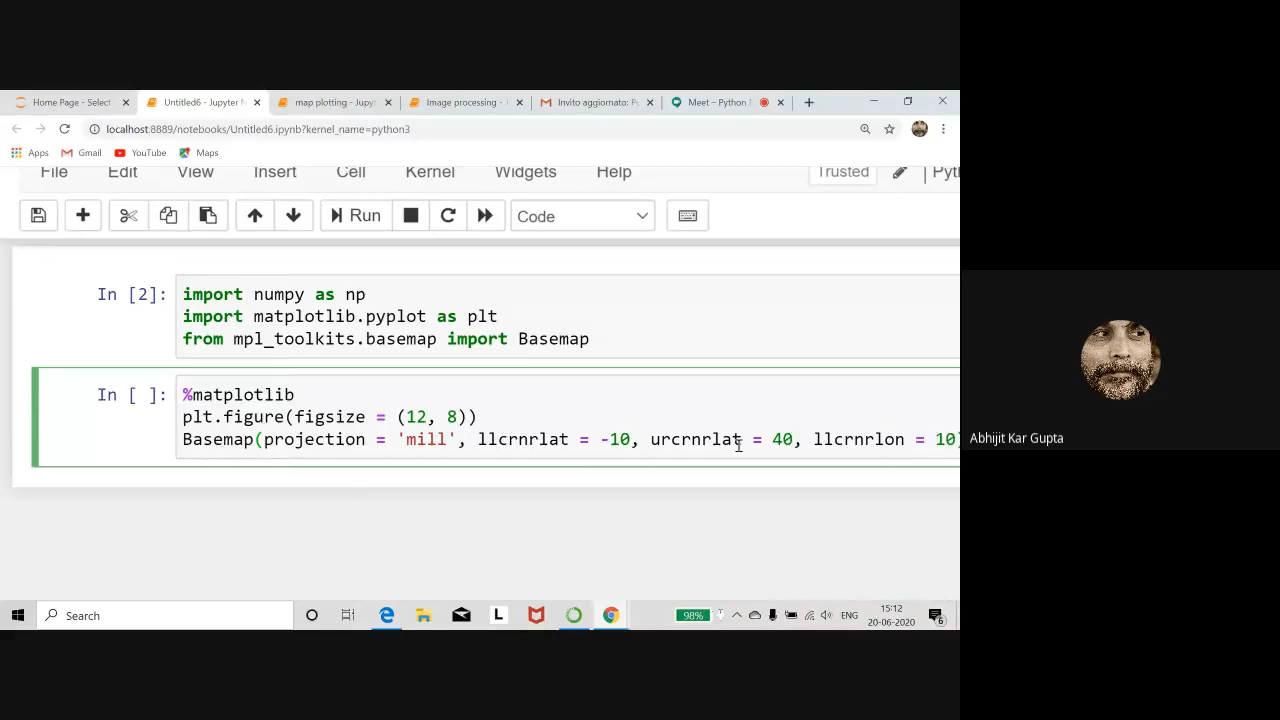 Home Page - Select
Untitled6 - Jupyter N
map plotting - Jupy
Image processing -
Invito aggiornato: P
Meet – Python
localhost:8889/notebooks/Untitled6.ipynb?kernel_name=python3
Apps Gmail YouTube Maps
File Edit View Insert Cell Kernel Widgets Help Trusted Pyt
Run Code
In [2]: import numpy as np
import matplotlib.pyplot as plt
from mpl_toolkits.basemap import Basemap
In [ ]: %matplotlib
plt.figure(figsize = (12, 8))
Basemap(projection = 'mill', llcrnrlat = -10, urcrnrlat = 40, llcrnrlon = 10)
Abhijit Kar Gupta
Search L 98% ENG 15:12
20-06-2020 6